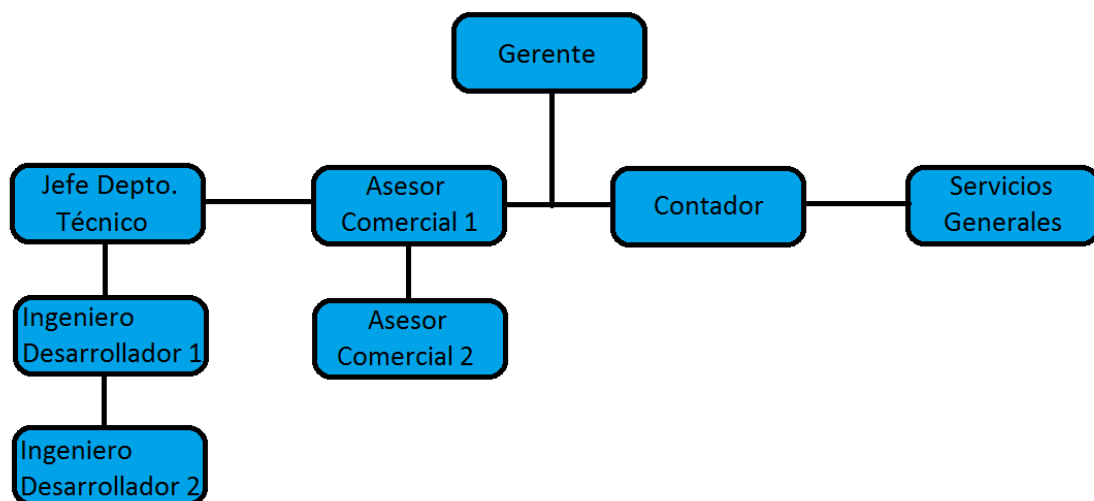 Gerente
Jefe Depto.
Técnico
Asesor
Comercial 1
Contador
Servicios
Generales
Ingeniero
Desarrollador 1
Asesor
Comercial 2
Ingeniero
Desarrollador 2